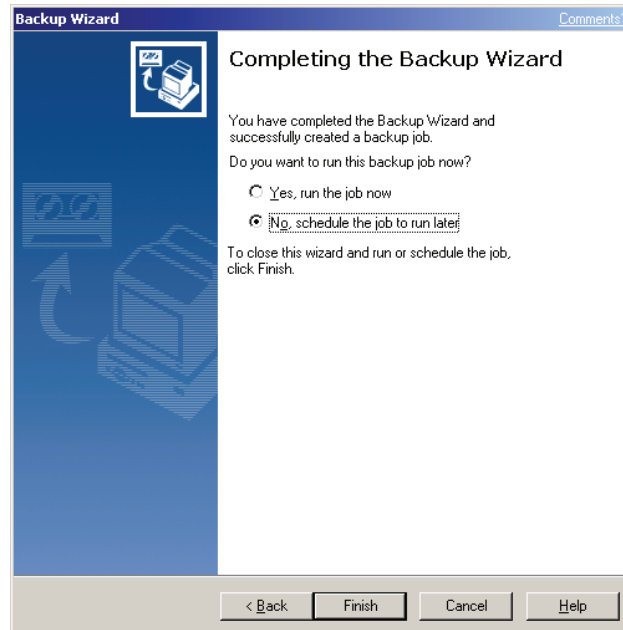 Backup Wizard
Comments
Completing the Backup Wizard
You have completed the Backup Wizard and
successfully created a backup job.
Do you want to run this backup job now?
Yes, run the job now
No, schedule the job to run later
To close this wizard and run or schedule the job,
click Finish.
< Back
Finish
Cancel
Help